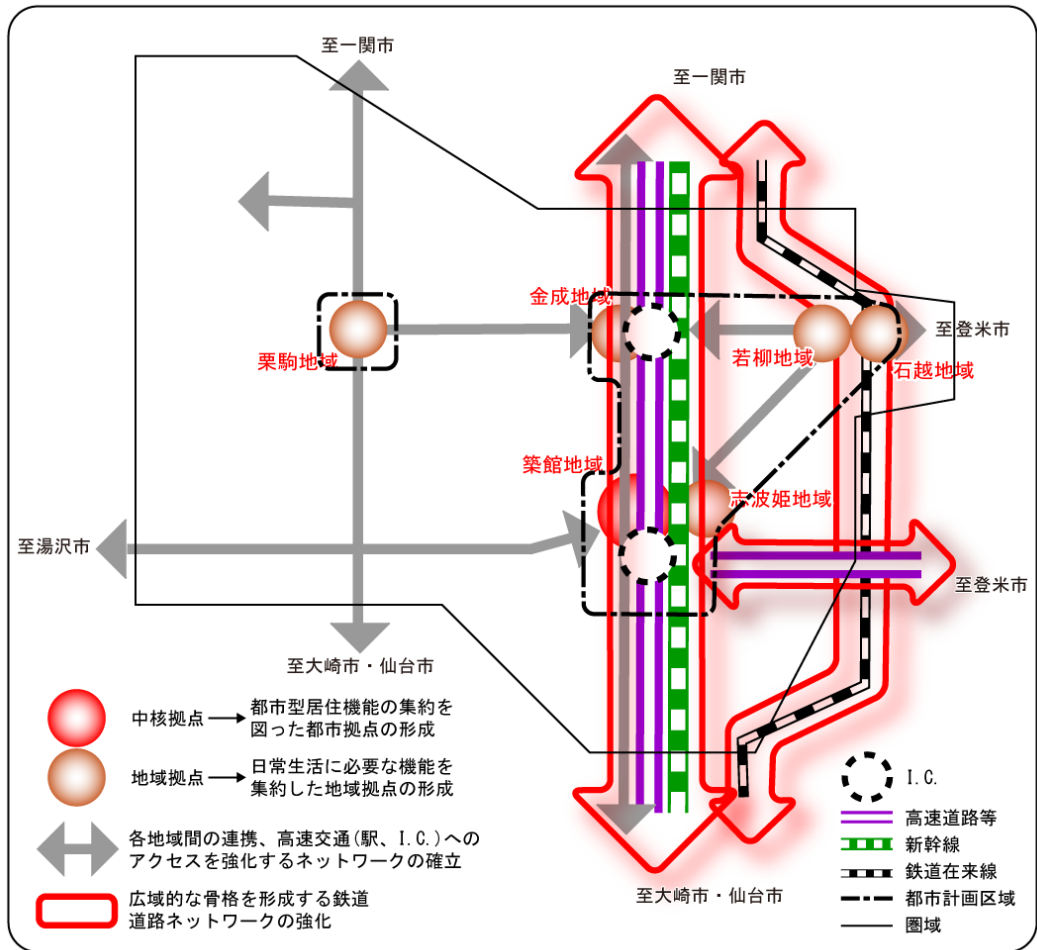 至一関市
至一関市
金成地域
至登米市
栗駒地域
若柳地域
石越地域
築館地域
志波姫地域
至湯沢市
至登米市
至大崎市・仙台市
中核拠点
都市型居住機能の集約を
図った都市拠点の形成
地域拠点
日常生活に必要な機能を
集約した地域拠点の形成
各地域間の連携、高速交通(駅、I.C.)への
アクセスを強化するネットワークの確立
広域的な骨格を形成する鉄道
道路ネットワークの強化
至大崎市・仙台市
I.C.
高速道路等
新幹線
鉄道在来線
都市計画区域
圏域